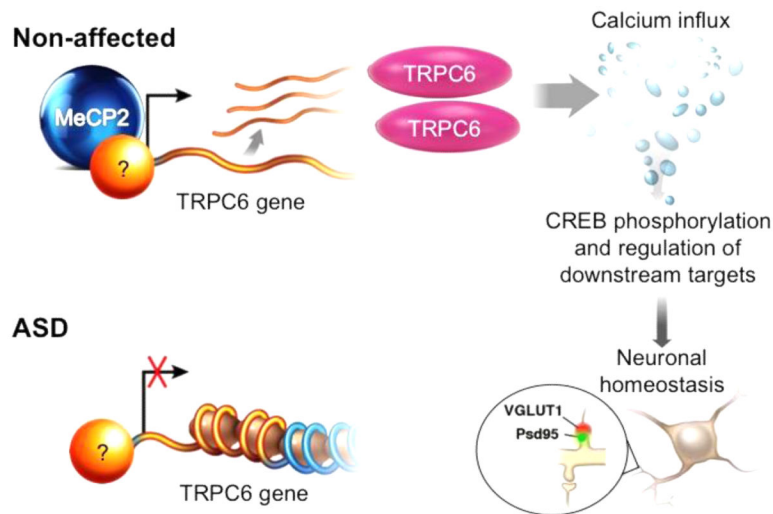 Non-affected
MeCP2
?
TRPC6 gene
TRPC6
TRPC6
Calcium influx
CREB phosphorylation
and regulation of
downstream targets
Neuronal
homeostasis
VGLUT1
Psd95
ASD
?
TRPC6 gene